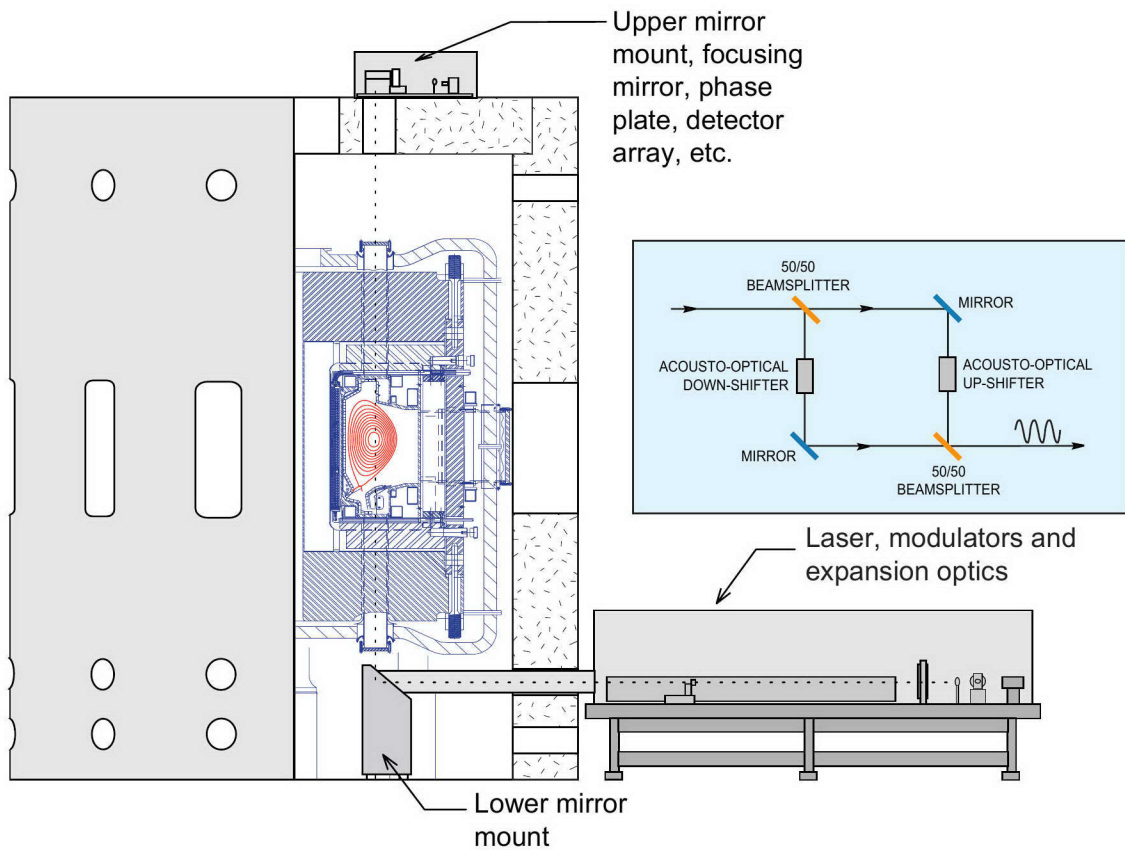 Upper mirror
mount, focusing
mirror, phase
plate, detector
array, etc.
50/50
BEAMSPLITTER
MIRROR
ACOUSTO-OPTICAL
DOWN-SHIFTER
ACOUSTO-OPTICAL
UP-SHIFTER
MIRROR
50/50
BEAMSPLITTER
Laser, modulators and
expansion optics
Lower mirror
mount